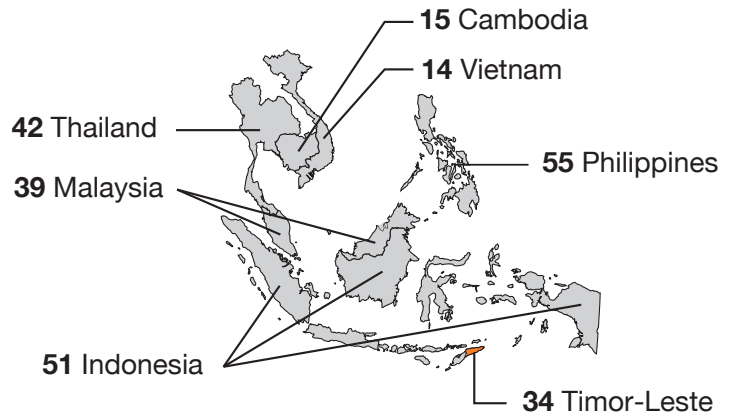 15 Cambodia
14 Vietnam
42 Thailand
55 Philippines
39 Malaysia
51 Indonesia
34 Timor-Leste